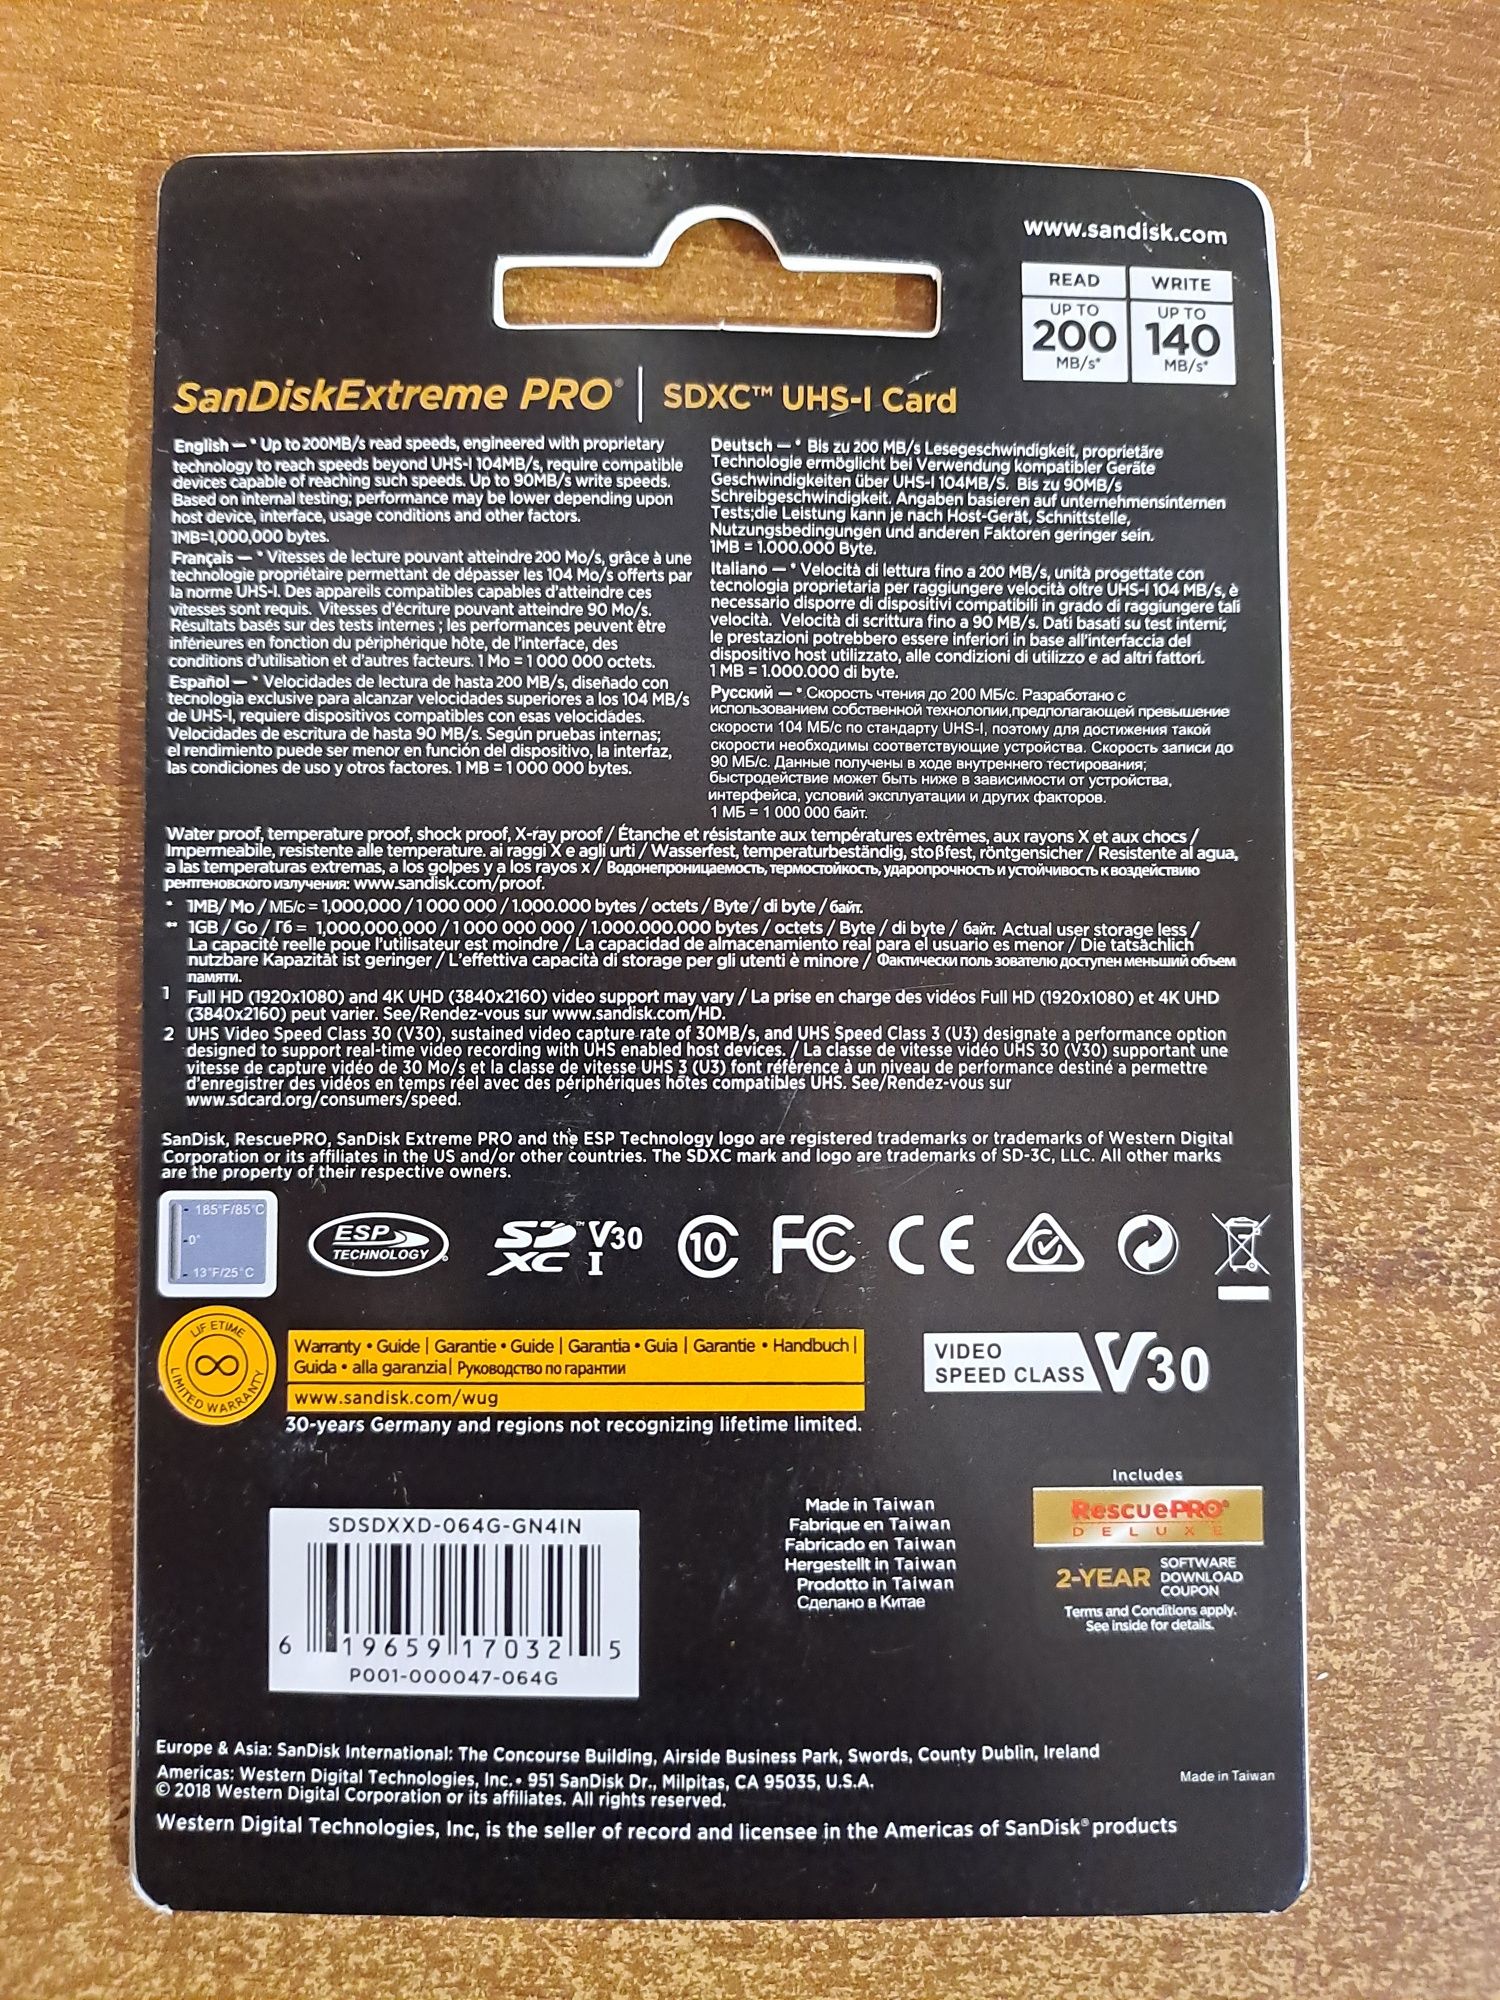 www.sandisk.com
READ WRITE
UP TO UP TO
200 140
MB/s* MB/s*
SanDiskExtreme PRO® | SDXC™ UHS-I Card
English — * Up to 200MB/s read speeds, engineered with proprietary
technology to reach speeds beyond UHS-I 104MB/s, require compatible
devices capable of reaching such speeds. Up to 90MB/s write speeds.
Based on internal testing; performance may be lower depending upon
host device, interface, usage conditions and other factors.
1MB=1,000,000 bytes.
Français — * Vitesses de lecture pouvant atteindre 200 Mo/s, grâce à une
technologie propriétaire permettant de dépasser les 104 Mo/s offerts par
la norme UHS-I. Des appareils compatibles capables d'atteindre ces
vitesses sont requis. Vitesses d'écriture pouvant atteindre 90 Mo/s.
Résultats basés sur des tests internes ; les performances peuvent être
inférieures en fonction du périphérique hôte, de l'interface, des
conditions d'utilisation et d'autres facteurs. 1 Mo = 1 000 000 octets.
Español — * Velocidades de lectura de hasta 200 MB/s, diseñado con
tecnologia exclusive para alcanzar velocidades superiores a los 104 MB/s
de UHS-I, requiere dispositivos compatibles con esas velocidades.
Velocidades de escritura de hasta 90 MB/s. Según pruebas internas;
el rendimiento puede ser menor en función del dispositivo, la interfaz,
las condiciones de uso y otros factores. 1 MB = 1 000 000 bytes.
Deutsch — * Bis zu 200 MB/s Lesegeschwindigkeit, proprietäre
Technologie ermöglicht bei Verwendung kompatibler Geräte
Geschwindigkeiten über UHS-I 104MB/S. Bis zu 90MB/s
Schreibgeschwindigkeit. Angaben basieren auf unternehmensinternen
Tests;die Leistung kann je nach Host-Gerät, Schnittstelle,
Nutzungsbedingungen und anderen Faktoren geringer sein.
1MB = 1.000.000 Byte.
Italiano — * Velocità di lettura fino a 200 MB/s, unità progettate con
tecnologia proprietaria per raggiungere velocità oltre UHS-I 104 MB/s, è
necessario disporre di dispositivi compatibili in grado di raggiungere tali
velocità. Velocità di scrittura fino a 90 MB/s. Dati basati su test interni;
le prestazioni potrebbero essere inferiori in base all'interfaccia del
dispositivo host utilizzato, alle condizioni di utilizzo e ad altri fattori.
1 MB = 1.000.000 di byte.
Русский — * Скорость чтения до 200 МБ/с. Разработано с
использованием собственной технологии,предполагающей превышение
скорости 104 МБ/с по стандарту UHS-I, поэтому для достижения такой
скорости необходимы соответствующие устройства. Скорость записи до
90 МБ/с. Данные получены в ходе внутреннего тестирования;
быстродействие может быть ниже в зависимости от устройства,
интерфейса, условий эксплуатации и других факторов.
1 МБ = 1 000 000 байт.
Water proof, temperature proof, shock proof, X-ray proof / Étanche et résistante aux températures extrêmes, aux rayons X et aux chocs /
Impermeabile, resistente alle temperature. ai raggi X e agli urti / Wasserfest, temperaturbeständig, stoβfest, röntgensicher / Resistente al agua,
a las temperaturas extremas, a los golpes y a los rayos x / Водонепроницаемость, термостойкость, ударопрочность и устойчивость к воздействию
рентгеновского излучения: www.sandisk.com/proof.
* 1MB/ Mo / МБ/с = 1,000,000 / 1 000 000 / 1.000.000 bytes / octets / Byte / di byte / байт.
** 1GB / Go / Гб = 1,000,000,000 / 1 000 000 000 / 1.000.000.000 bytes / octets / Byte / di byte / байт. Actual user storage less /
La capacité reelle poue l'utilisateur est moindre / La capacidad de almacenamiento real para el usuario es menor / Die tatsächlich
nutzbare Kapazität ist geringer / L'effettiva capacità di storage per gli utenti è minore / Фактически поль зователю доступен меньший объем
памяти.
1 Full HD (1920x1080) and 4K UHD (3840x2160) video support may vary / La prise en charge des vidéos Full HD (1920x1080) et 4K UHD
(3840x2160) peut varier. See/Rendez-vous sur www.sandisk.com/HD.
2 UHS Video Speed Class 30 (V30), sustained video capture rate of 30MB/s, and UHS Speed Class 3 (U3) designate a performance option
designed to support real-time video recording with UHS enabled host devices. / La classe de vitesse vidéo UHS 30 (V30) supportant une
vitesse de capture vidéo de 30 Mo/s et la classe de vitesse UHS 3 (U3) font référence à un niveau de performance destiné a permettre
d'enregistrer des vidéos en temps réel avec des périphériques hôtes compatibles UHS. See/Rendez-vous sur
www.sdcard.org/consumers/speed.
SanDisk, RescuePRO, SanDisk Extreme PRO and the ESP Technology logo are registered trademarks or trademarks of Western Digital
Corporation or its affiliates in the US and/or other countries. The SDXC mark and logo are trademarks of SD-3C, LLC. All other marks
are the property of their respective owners.
185°F/85°C
-0°
13°F/25°C
ESP
TECHNOLOGY
SD XC ™ V30 I
10
FC
CE
LIFETIME
LIMITED WARRANTY
Warranty • Guide | Garantie • Guide | Garantia • Guia | Garantie • Handbuch |
Guida • alla garanzia| Руководство по гарантии
www.sandisk.com/wug
30-years Germany and regions not recognizing lifetime limited.
VIDEO
SPEED CLASS V30
Includes
RescuePRO®
DELUXE
2-YEAR SOFTWARE DOWNLOAD COUPON
Terms and Conditions apply.
See inside for details.
Made in Taiwan
Fabrique en Taiwan
Fabricado en Taiwan
Hergestellt in Taiwan
Prodotto in Taiwan
Сделано в Китае
SDSDXXD-064G-GN4IN
6 19659 17032 5
P001-000047-064G
Europe & Asia: SanDisk International: The Concourse Building, Airside Business Park, Swords, County Dublin, Ireland
Americas: Western Digital Technologies, Inc. • 951 SanDisk Dr., Milpitas, CA 95035, U.S.A.
© 2018 Western Digital Corporation or its affiliates. All rights reserved.
Made in Taiwan
Western Digital Technologies, Inc, is the seller of record and licensee in the Americas of SanDisk® products